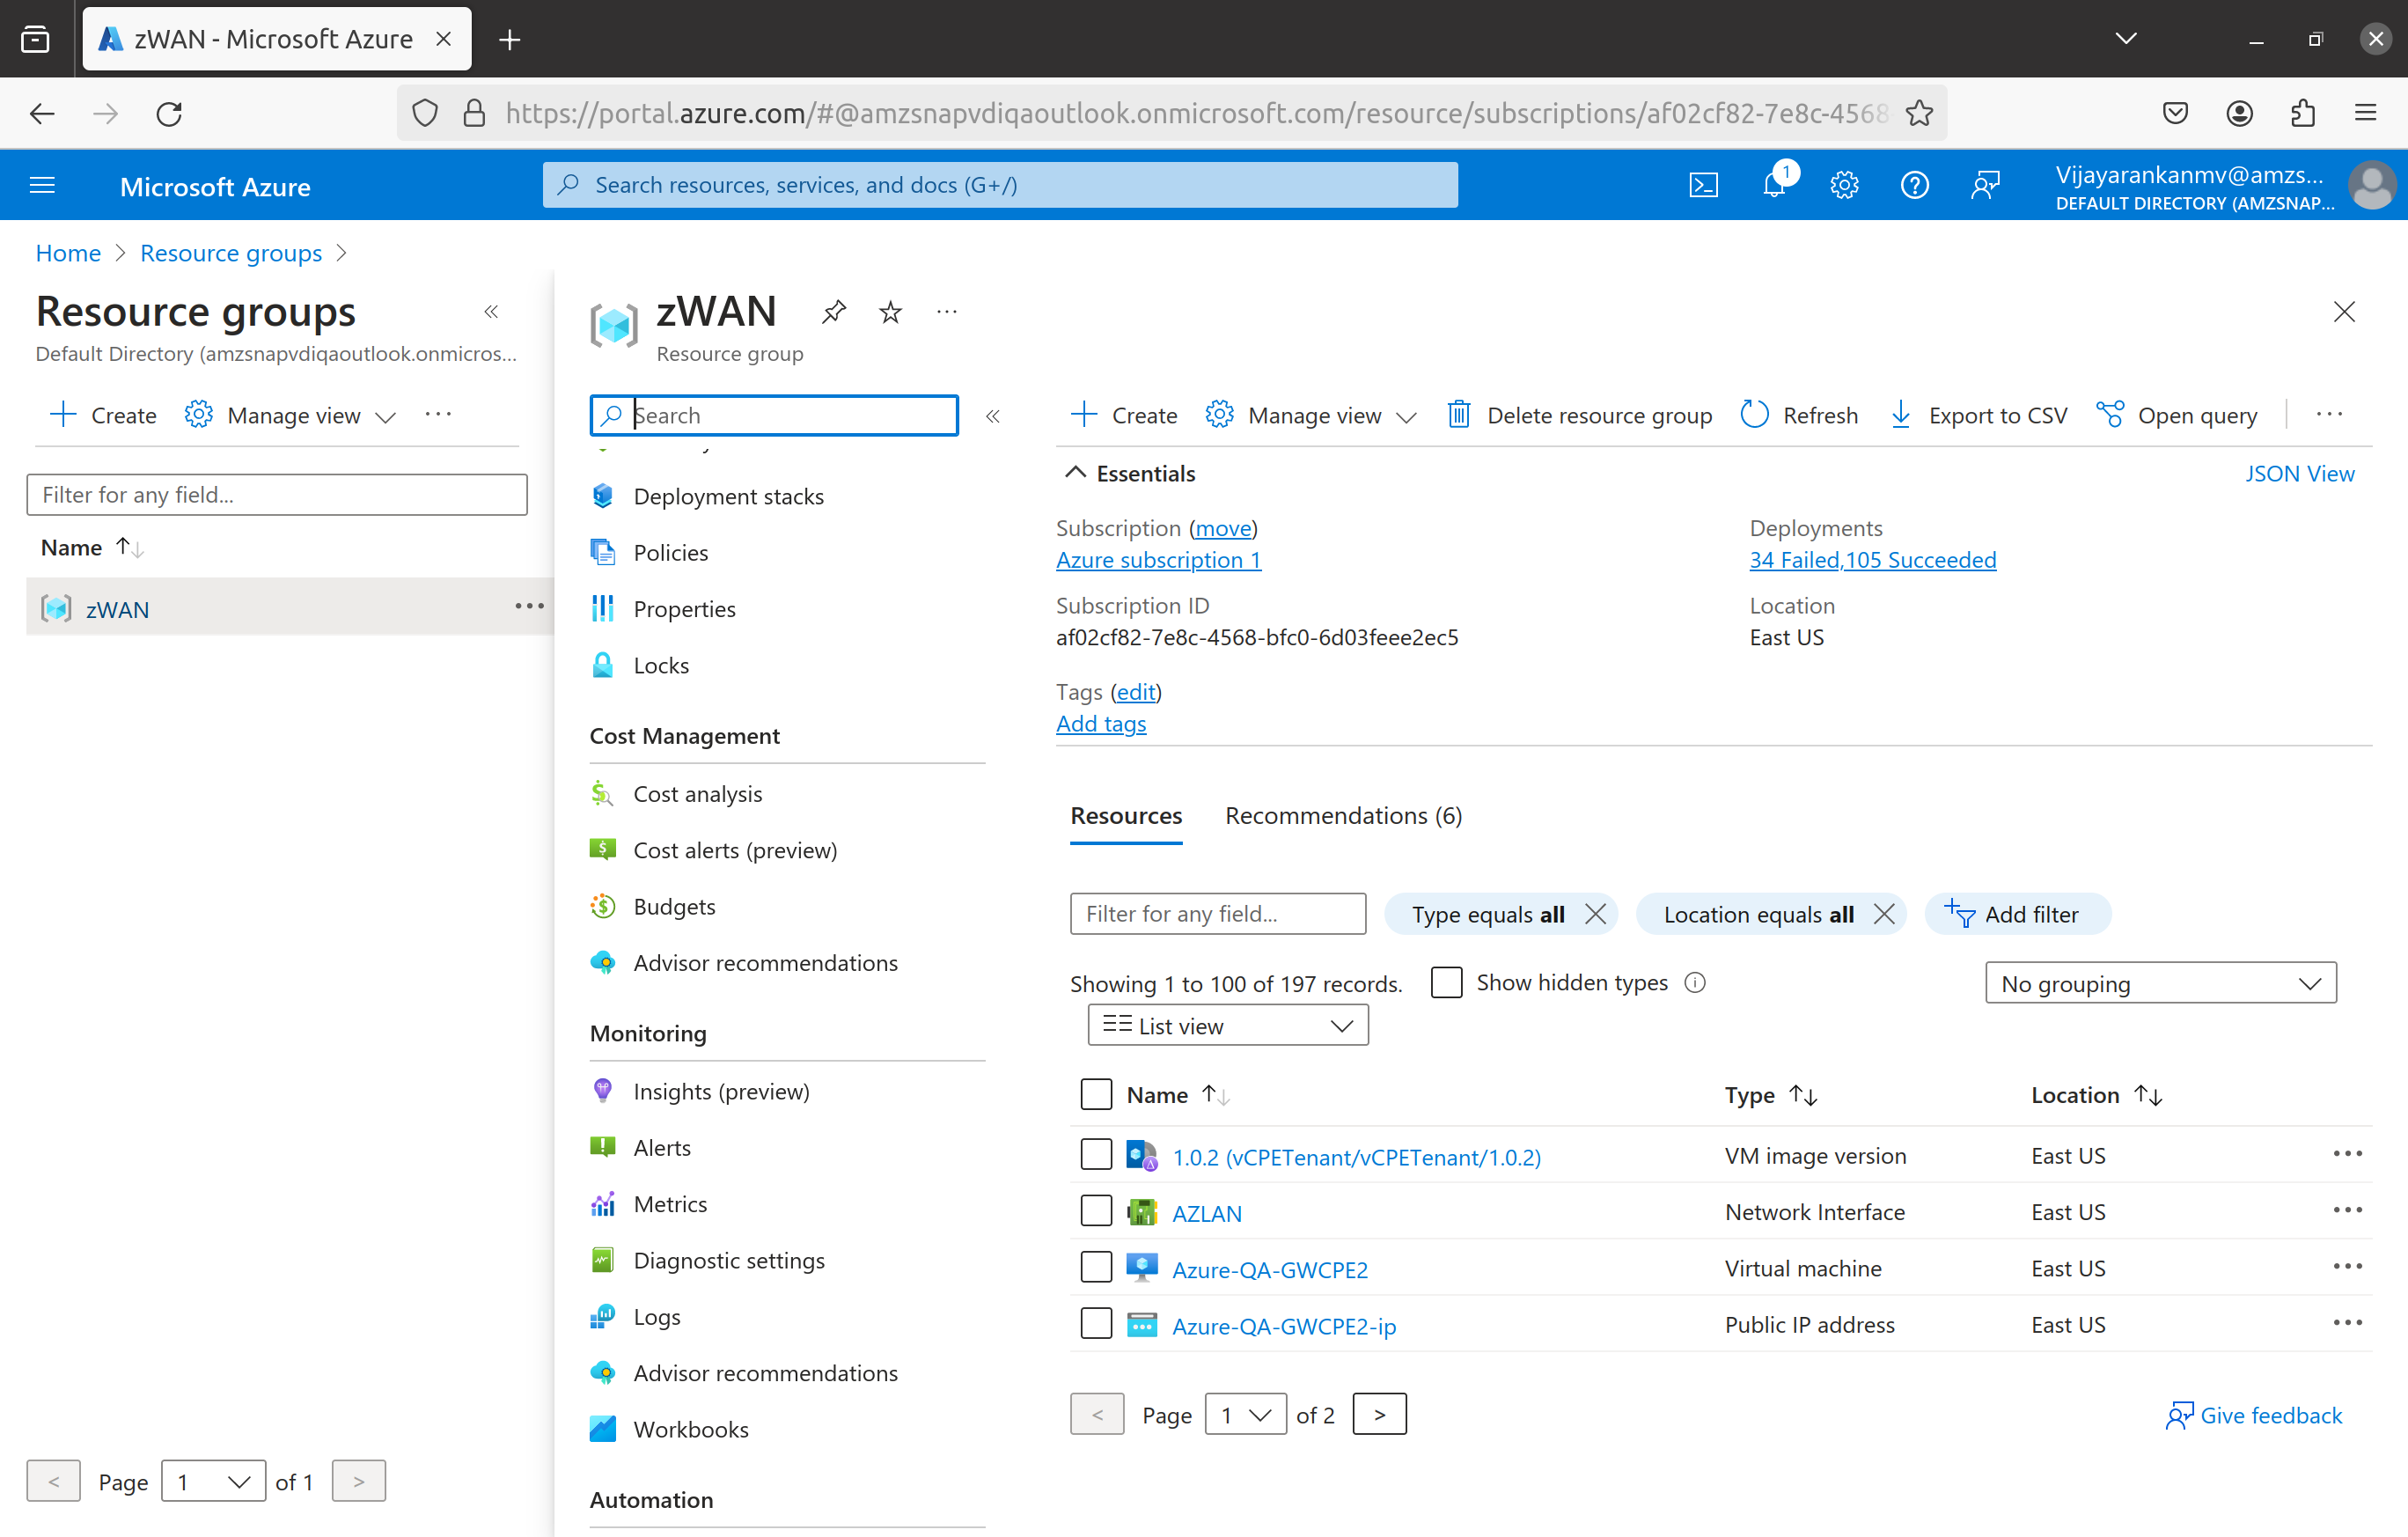 zWAN - Microsoft Azure
https://portal.azure.com/#@amzsnapvdiqaoutlook.onmicrosoft.com/resource/subscriptions/af02cf82-7e8c-4568-
Microsoft Azure
Search resources, services, and docs (G+/)
1
Vijayarankanmv@amzs...
DEFAULT DIRECTORY (AMZSNAP...
Home
Resource groups
Resource groups
Default Directory (amzsnapvdiqaoutlook.onmicros...
Create
Manage view
Filter for any field...
Name
zWAN
Page
1
of 1
zWAN
Resource group
Search
Deployment stacks
Policies
Properties
Locks
Cost Management
Cost analysis
Cost alerts (preview)
Budgets
Advisor recommendations
Monitoring
Insights (preview)
Alerts
Metrics
Diagnostic settings
Logs
Advisor recommendations
Workbooks
Automation
Create
Manage view
Delete resource group
Refresh
Export to CSV
Open query
Essentials
JSON View
Subscription (move)
Azure subscription 1
Subscription ID
af02cf82-7e8c-4568-bfc0-6d03feee2ec5
Deployments
34 Failed,105 Succeeded
Location
East US
Tags (edit)
Add tags
Resources
Recommendations (6)
Filter for any field...
Type equals all
Location equals all
Add filter
Showing 1 to 100 of 197 records.
Show hidden types
No grouping
List view
Name Type Location
1.0.2 (vCPETenant/vCPETenant/1.0.2) VM image version East US
AZLAN Network Interface East US
Azure-QA-GWCPE2 Virtual machine East US
Azure-QA-GWCPE2-ip Public IP address East US
< Page 1 of 2 >
Give feedback